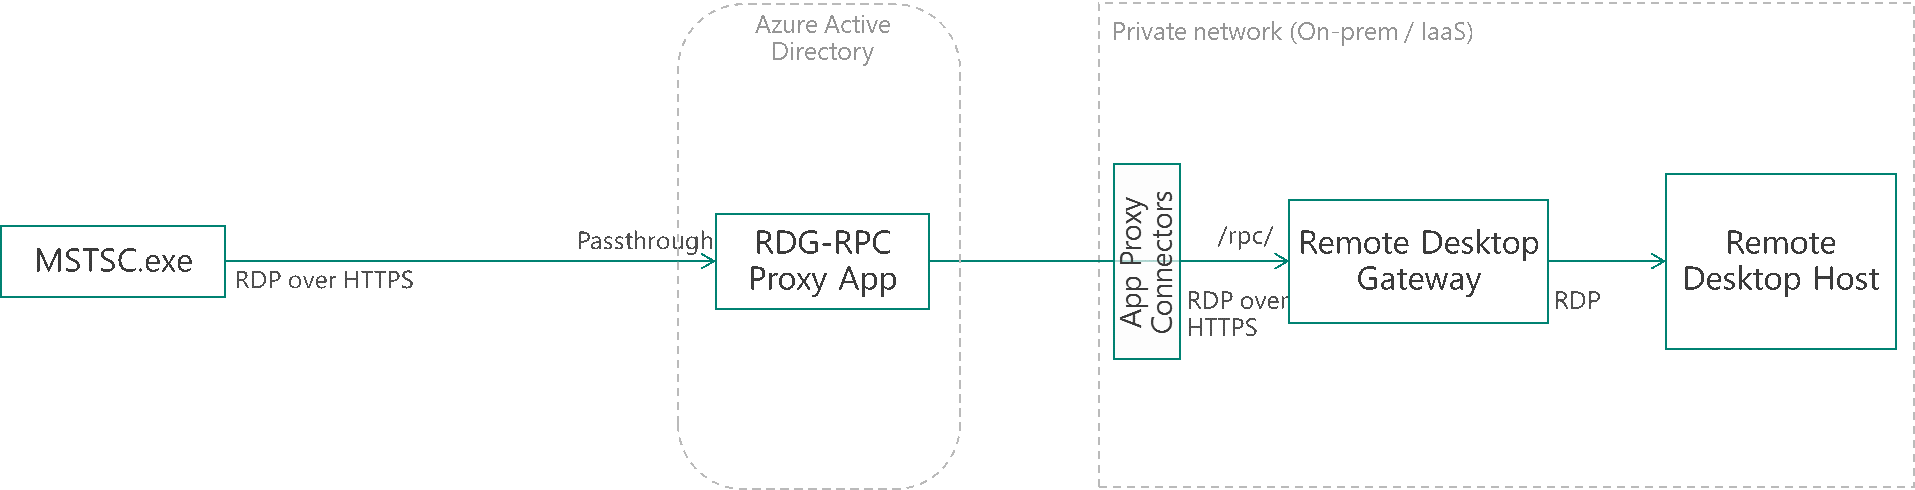 Azure Active
Directory
Private network (On-prem / IaaS)
MSTSC.exe
RDP over HTTPS
Passthrough
RDG-RPC
Proxy App
App Proxy
Connectors
/rpc/
RDP over
HTTPS
Remote Desktop
Gateway
RDP
Remote
Desktop Host